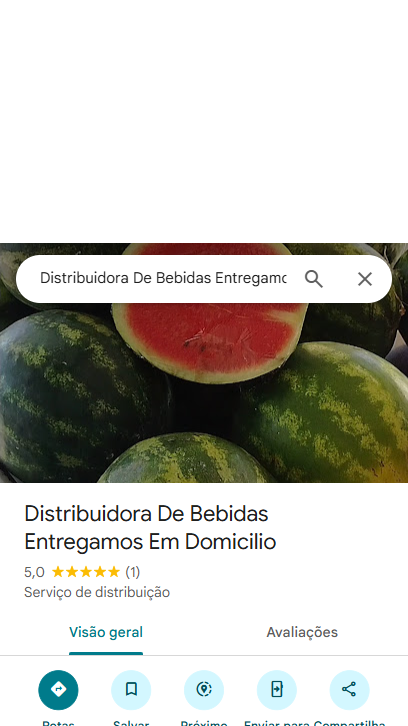 Distribuidora De Bebidas Entregamo
Distribuidora De Bebidas
Entregamos Em Domicilio
5,0 (1)
Serviço de distribuição
Visão geral Avaliações
Rotas Salvar Próximo Enviar para Compartilha